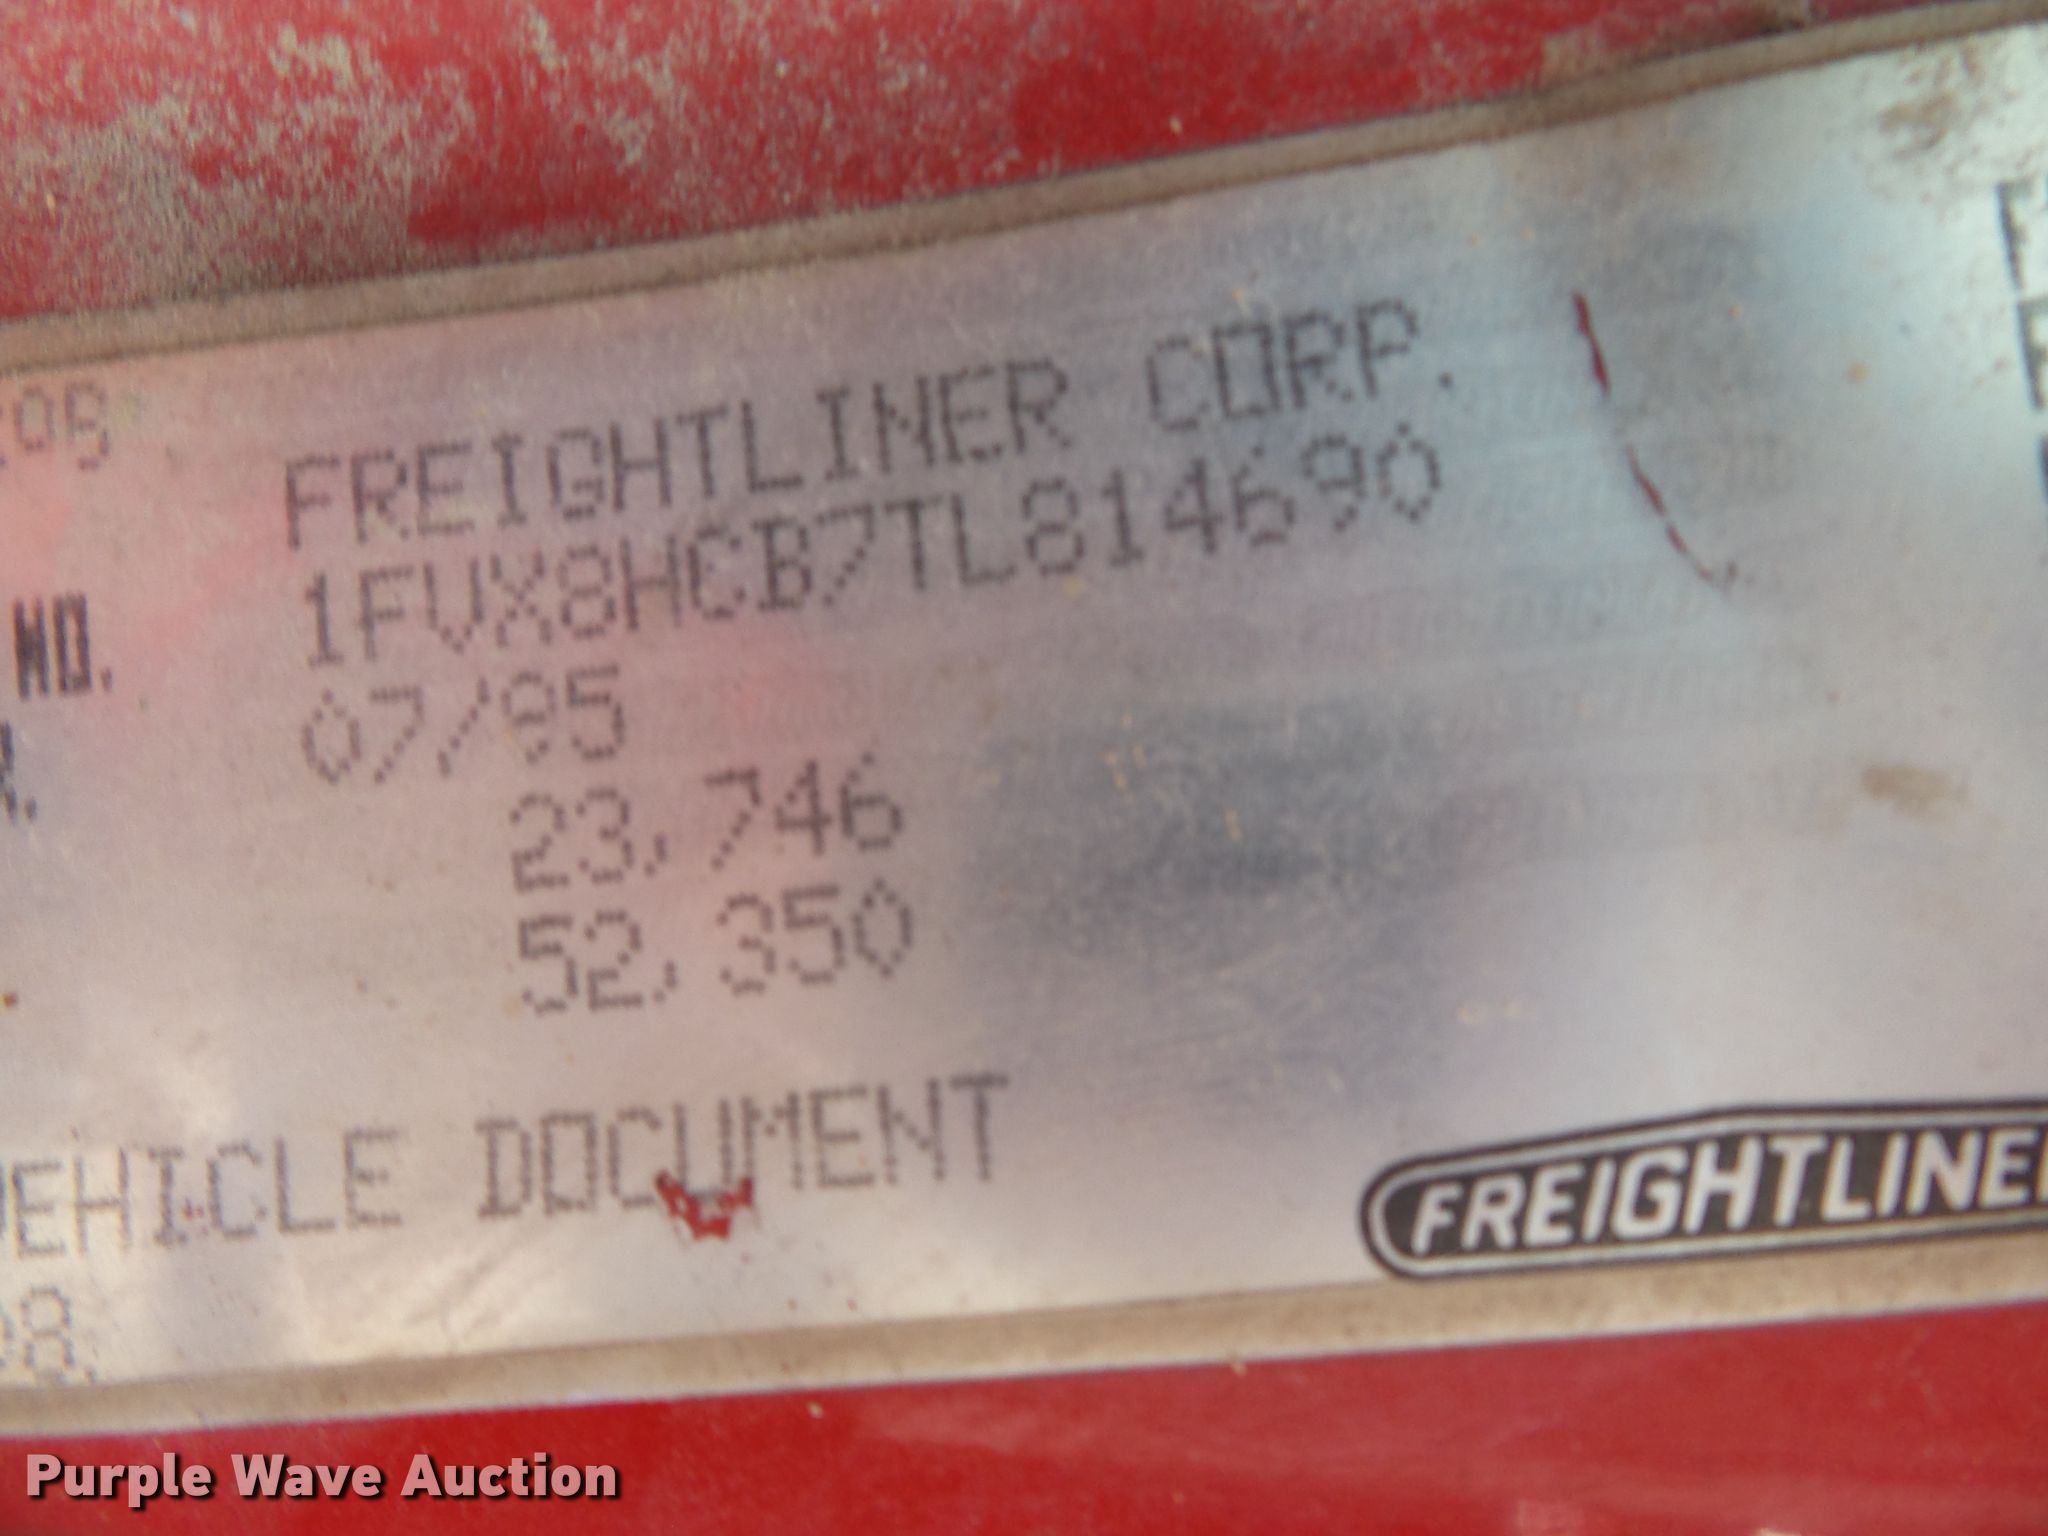 FREIGHTLINER CORP.
NO. 1FVX8HCB7TL814690
R. 07/95
23,746
52,350
VEHICLE DOCUMENT
FREIGHTLINER
Purple Wave Auction